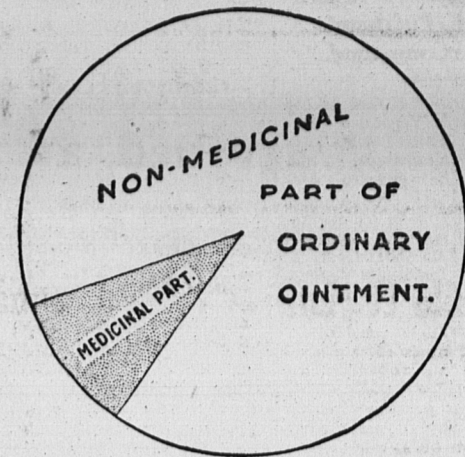 NON-MEDICINAL
PART OF
ORDINARY
OINTMENT.
MEDICINAL PART.